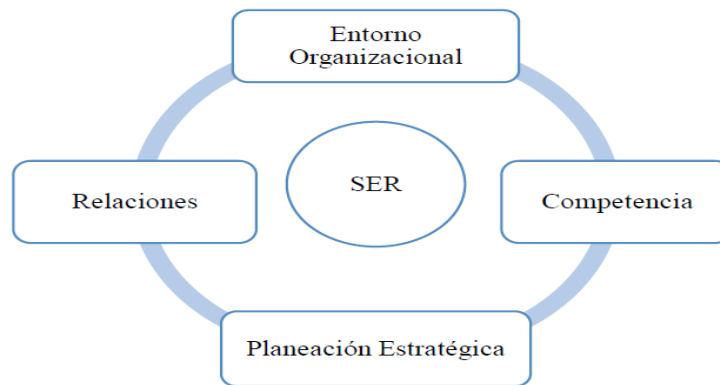 Entorno
Organizacional
SER
Relaciones
Competencia
Planeación Estratégica